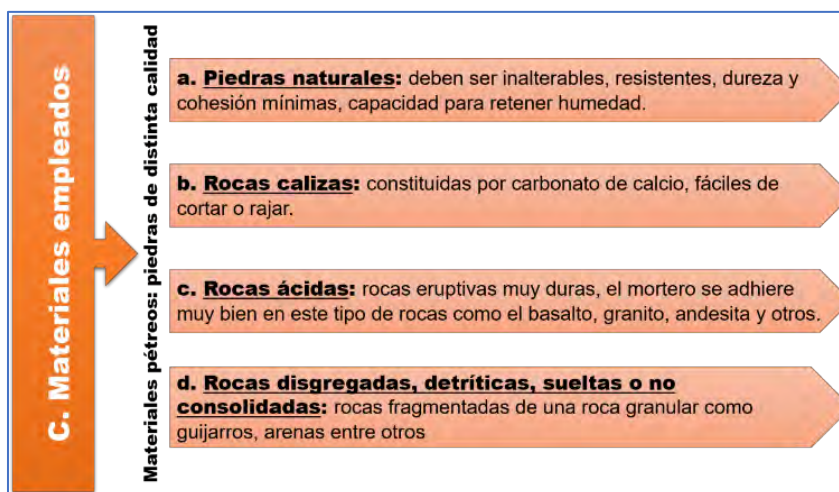 C. Materiales empleados
Materiales pétreos: piedras de distinta calidad
a. Piedras naturales: deben ser inalterables, resistentes, dureza y
cohesión mínimas, capacidad para retener humedad.
b. Rocas calizas: constituidas por carbonato de calcio, fáciles de
cortar o rajar.
c. Rocas ácidas: rocas eruptivas muy duras, el mortero se adhiere
muy bien en este tipo de rocas como el basalto, granito, andesita y otros.
d. Rocas disgregadas, detríticas, sueltas o no
consolidadas: rocas fragmentadas de una roca granular como
guijarros, arenas entre otros